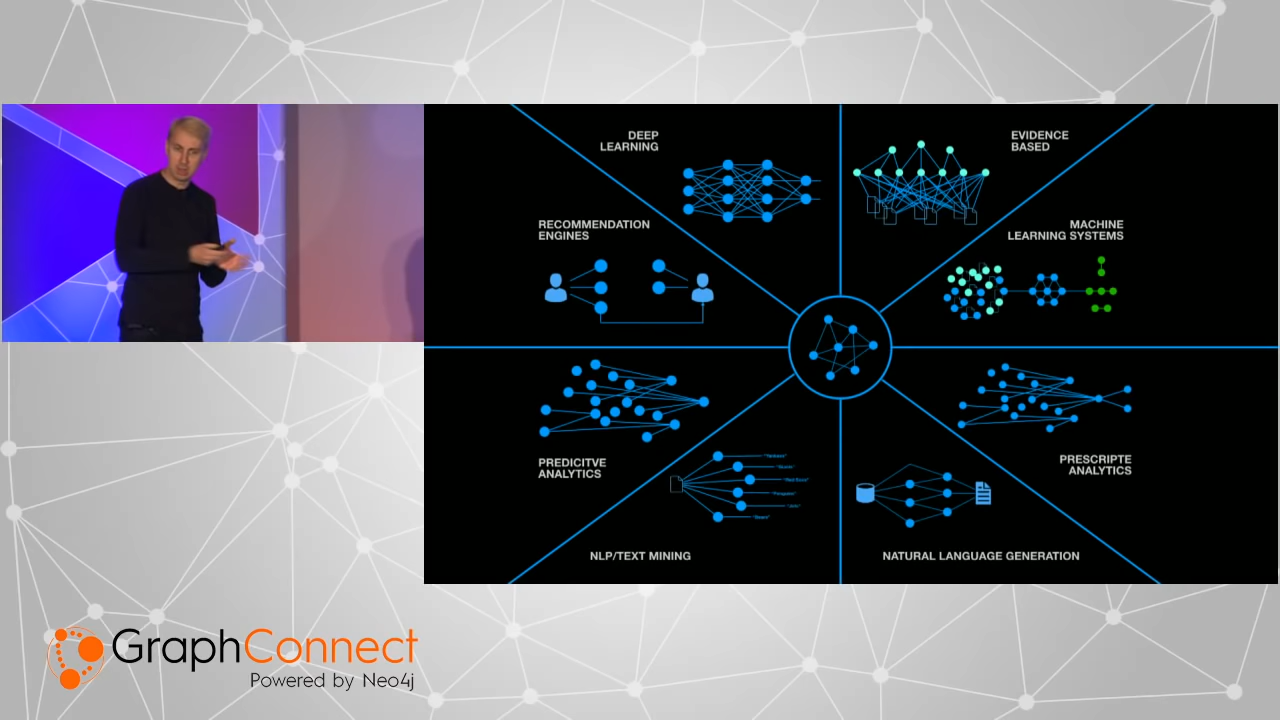 DEEP
LEARNING
EVIDENCE
BASED
RECOMMENDATION
ENGINES
MACHINE
LEARNING SYSTEMS
PREDICITVE
ANALYTICS
PRESCRIPTE
ANALYTICS
NLP/TEXT MINING
NATURAL LANGUAGE GENERATION
GraphConnect
Powered by Neo4j